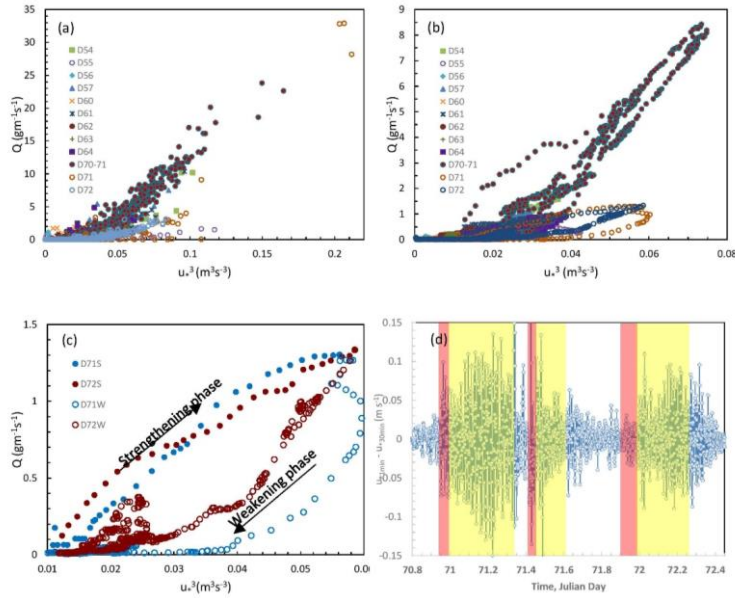 (a)
35
30
25
20
15
10
5
0
Q (gm⁻¹s⁻¹)
D54
D55
D56
D57
D60
D61
D62
D63
D64
D70-71
D71
D72
0 0.05 0.1 0.15 0.2
u*³ (m³s⁻³)
(b)
9
8
7
6
5
4
3
2
1
0
Q (gm⁻¹s⁻¹)
D54
D55
D56
D57
D60
D61
D62
D63
D64
D70-71
D71
D72
0 0.02 0.04 0.06 0.08
u*³ (m³s⁻³)
(c)
1.5
1
0.5
0
Q (gm⁻¹s⁻¹)
D71S
D72S
D71W
D72W
Strengthening phase
Weakening phase
0.01 0.02 0.03 0.04 0.05 0.0
u*³(m³s⁻³)
(d)
0.15
0.1
0.05
0
-0.05
-0.1
-0.15
(m s⁻¹)
70.8 71 71.2 71.4 71.6 71.8 72 72.2 72.4
Time, Julian Day